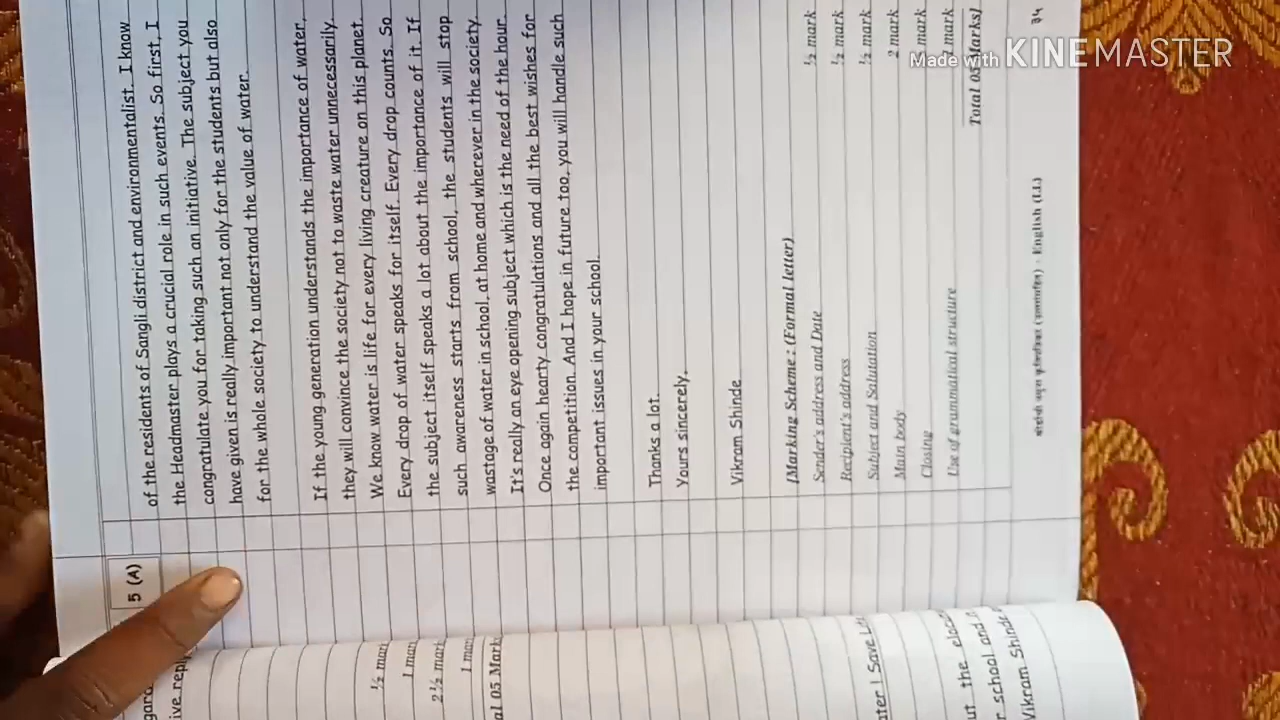 5 (A)
of the residents of Sangli district and environmentalist. I know
the Headmaster plays a crucial role in such events. So first, I
congratulate you for taking such an initiative. The subject you
have given is really important not only for the students but also
for the whole society to understand the value of water.
If the young generation understands the importance of water,
they will convince the society not to waste water unnecessarily.
We know water is life for every living creature on this planet.
Every drop of water speaks for itself. Every drop counts. So
the subject itself speaks a lot about the importance of it. If
such awareness starts from school, the students will stop
wastage of water in school, at home and wherever in the society.
It's really an eye opening subject which is the need of the hour.
Once again hearty congratulations and all the best wishes for
the competition. And I hope in future too, you will handle such
important issues in your school.
Thanks a lot.
Yours sincerely,
Vikram Shinde
[Marking Scheme : (Formal letter)
Sender's address and Date ½ mark
Recipient's address ½ mark
Subject and Salutation ½ mark
Main body 2 mark
Closing mark
Use of grammatical structure mark
Total 05 Marks]
English (LL)
३५
ive
½ mark
1 mark
2½ mark
1 mark
05 Mark
Save
ut the
school and
Vikram Shinde
Made with KINEMASTER